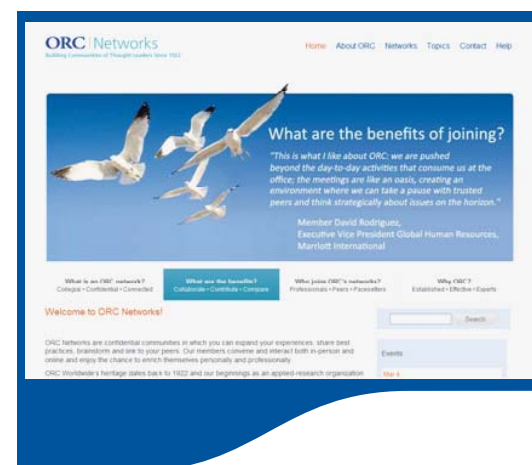 ORC Networks
Building Communities of Thought Leaders Since 1922
Home About ORC Networks Topics Contact Help
What are the benefits of joining?
"This is what I like about ORC: we are pushed
beyond the day-to-day activities that consume us at the
office; the meetings are like an oasis, creating an
environment where we can take a pause with trusted
peers and think strategically about issues on the horizon."
Member David Rodriguez,
Executive Vice President Global Human Resources,
Marriott International
What is an ORC network?
Collegial • Confidential • Connected
What are the benefits?
Collaborate • Contribute • Compare
Who joins ORC's networks?
Professionals • Peers • Pacesetters
Why ORC?
Established • Effective • Experts
Welcome to ORC Networks!
Search
ORC Networks are confidential communities in which you can expand your experiences, share best
practices, brainstorm and link to your peers. Our members convene and interact both in-person and
online and enjoy the chance to enrich themselves personally and professionally.
ORC Worldwide's heritage dates back to 1922 and our beginnings as an applied-research organization
Events
Mar 4